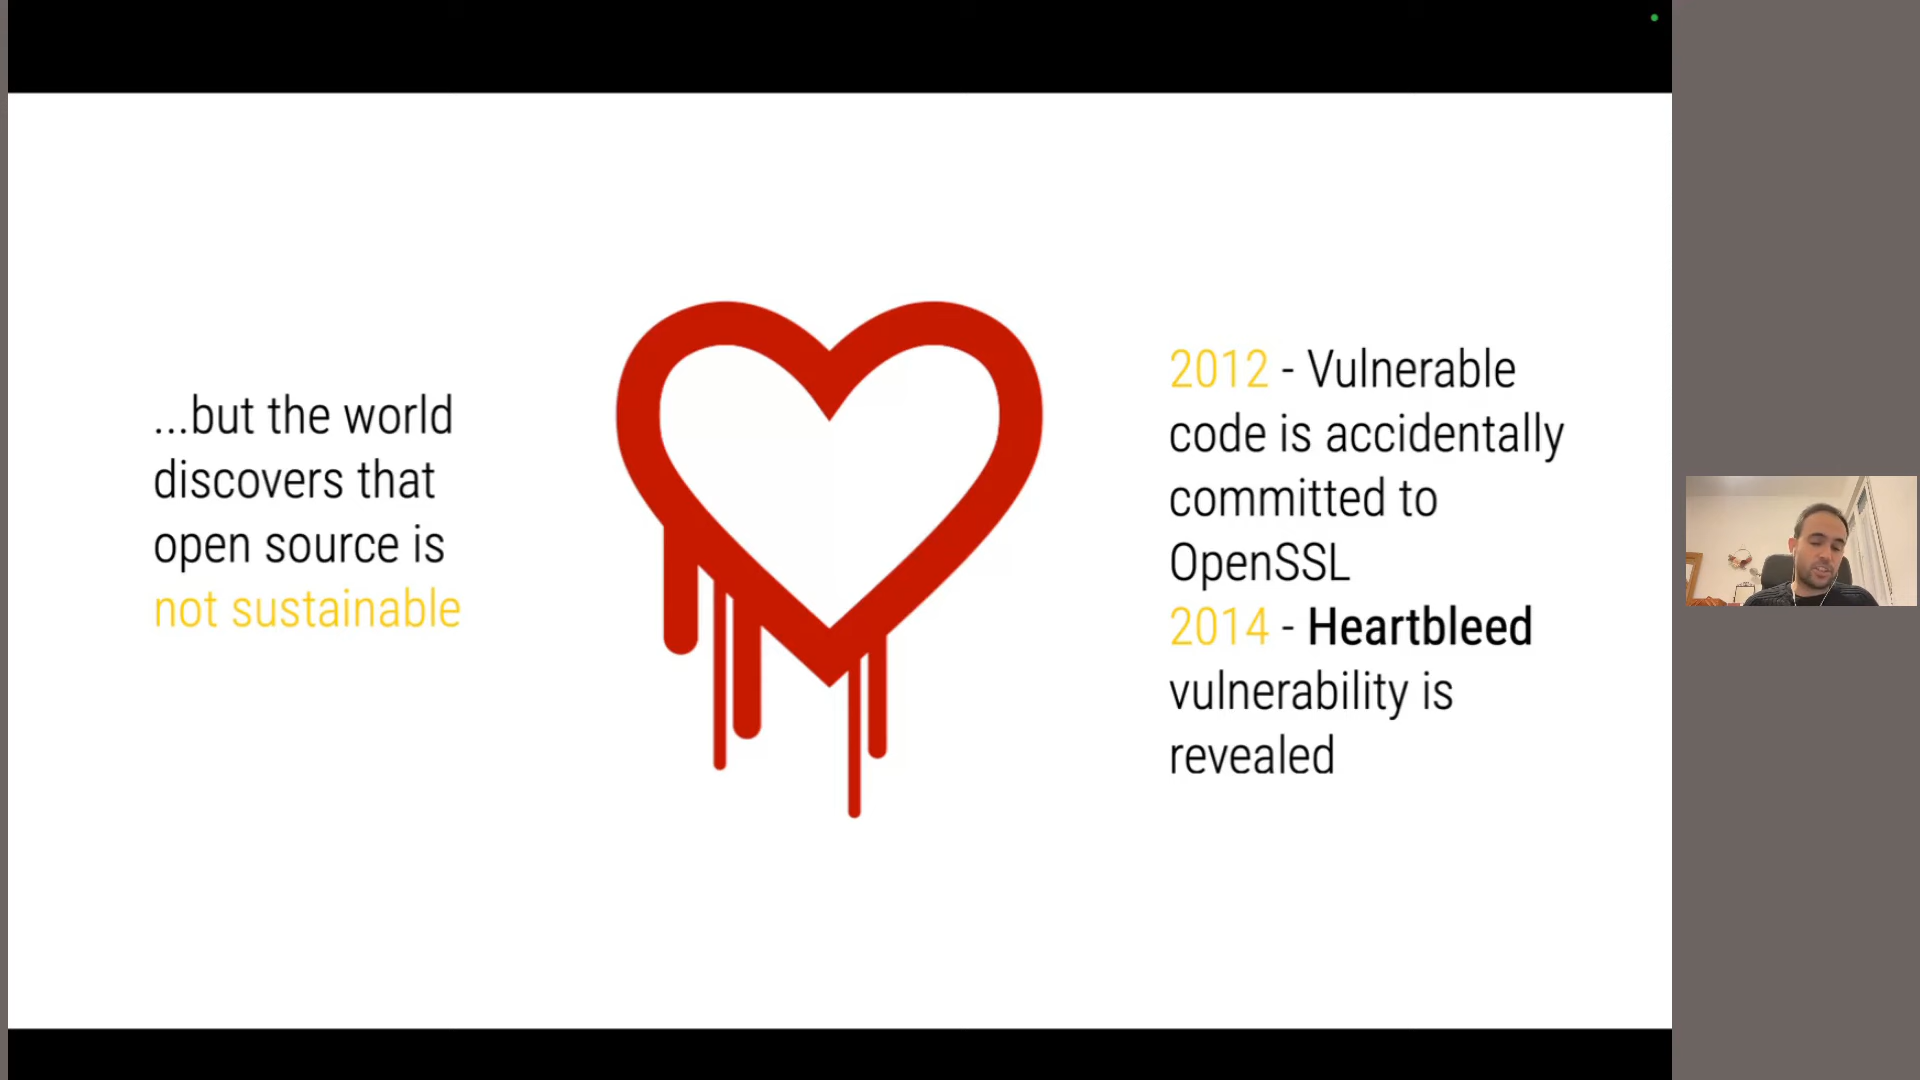 ...but the world
discovers that
open source is
not sustainable
2012 - Vulnerable
code is accidentally
committed to
OpenSSL
2014 - Heartbleed
vulnerability is
revealed